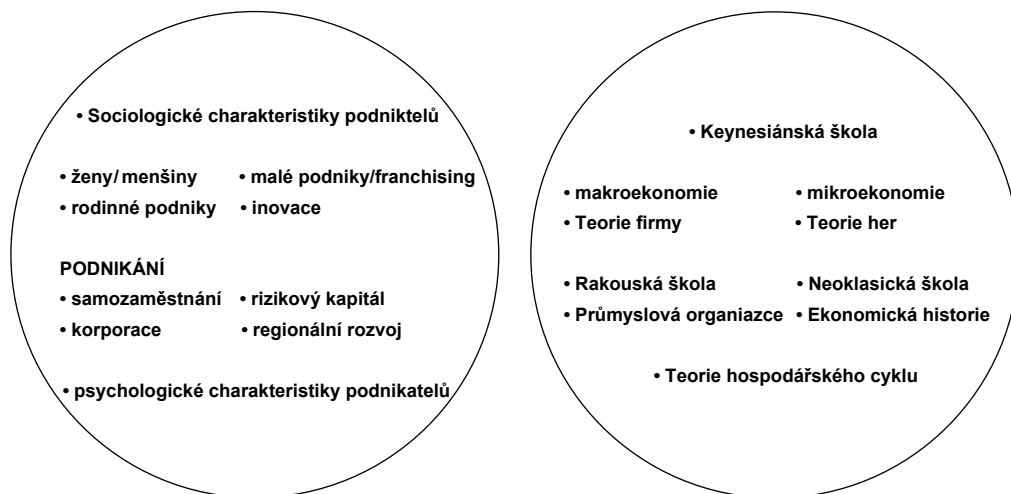 • Sociologické charakteristiky podniktelů
• ženy/menšiny • malé podniky/franchising
• rodinné podniky • inovace
PODNIKÁNÍ
• samozaměstnání • rizikový kapitál
• korporace • regionální rozvoj
• psychologické charakteristiky podnikatelů
• Keynesiánská škola
• makroekonomie • mikroekonomie
• Teorie firmy • Teorie her
• Rakouská škola • Neoklasická škola
• Průmyslová organiazce • Ekonomická historie
• Teorie hospodářského cyklu